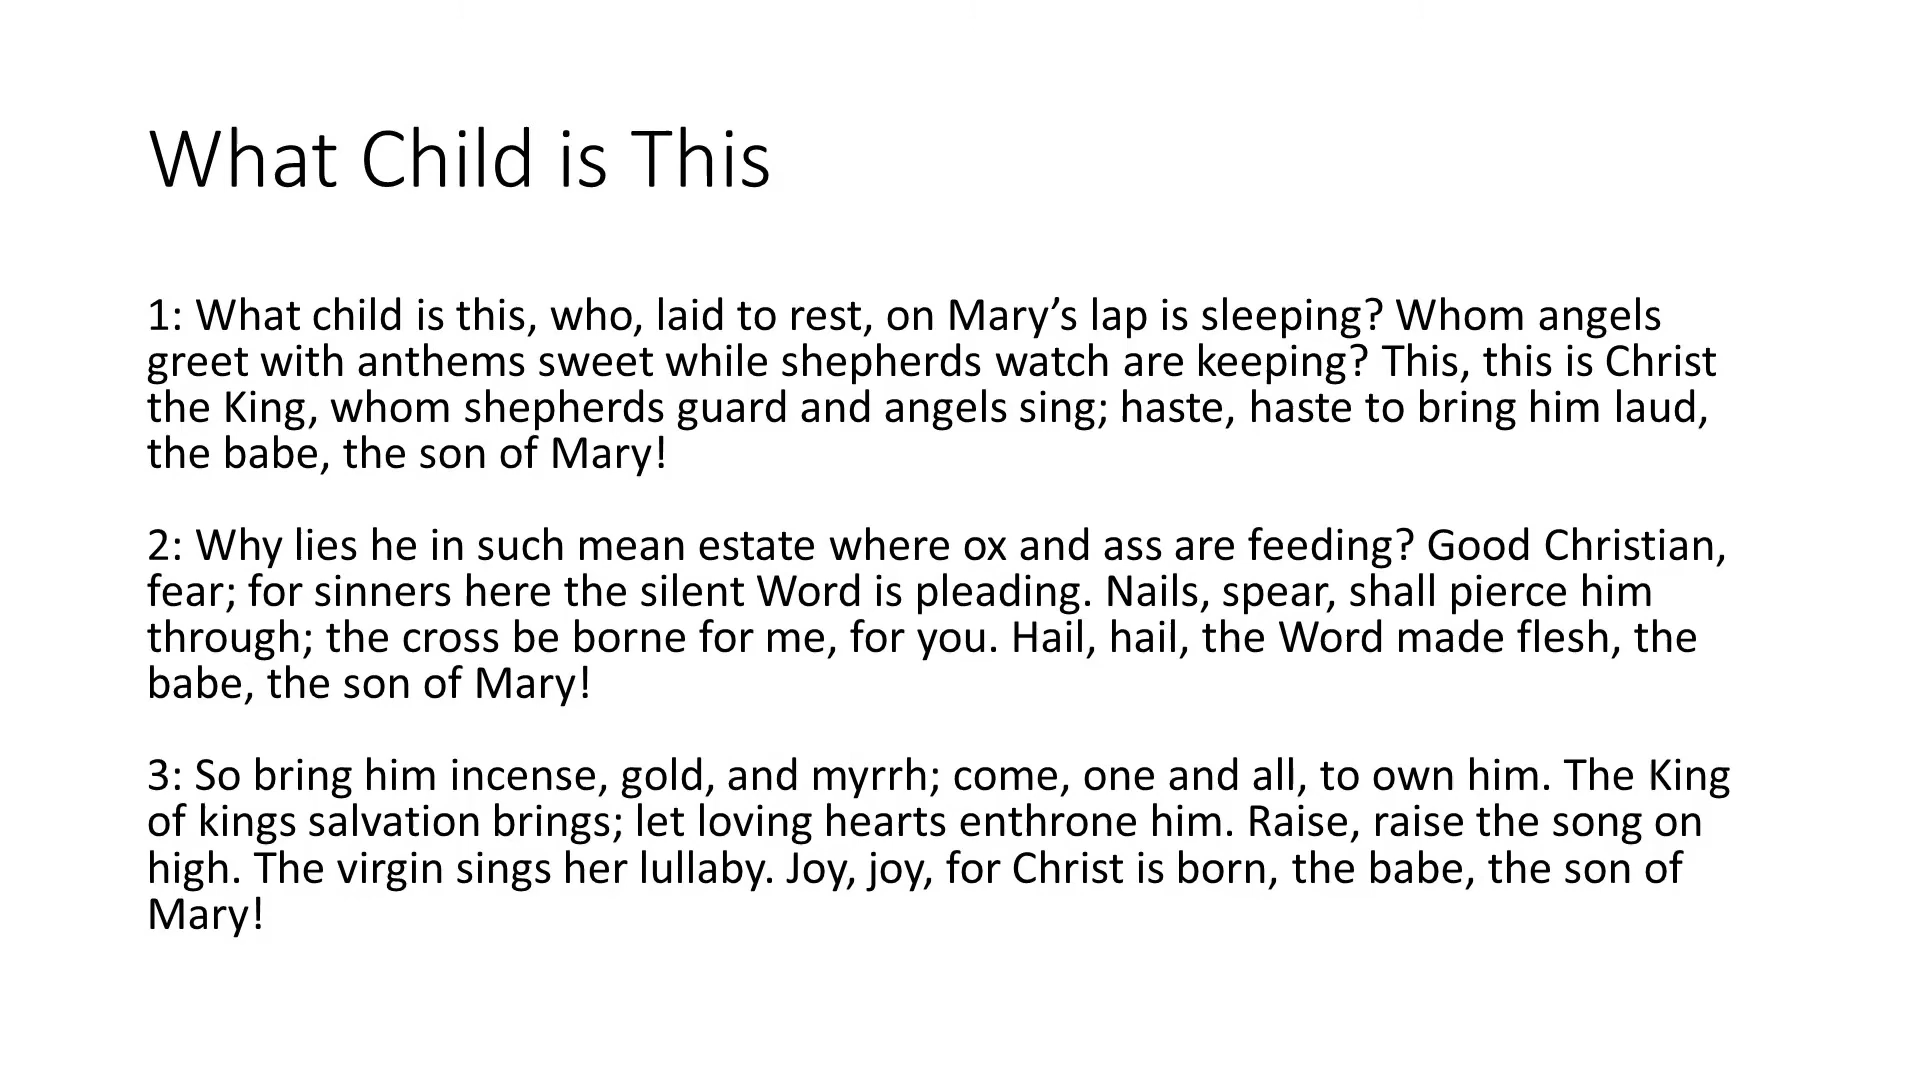 What Child is This
1: What child is this, who, laid to rest, on Mary’s lap is sleeping? Whom angels
greet with anthems sweet while shepherds watch are keeping? This, this is Christ
the King, whom shepherds guard and angels sing; haste, haste to bring him laud,
the babe, the son of Mary!
2: Why lies he in such mean estate where ox and ass are feeding? Good Christian,
fear; for sinners here the silent Word is pleading. Nails, spear, shall pierce him
through; the cross be borne for me, for you. Hail, hail, the Word made flesh, the
babe, the son of Mary!
3: So bring him incense, gold, and myrrh; come, one and all, to own him. The King
of kings salvation brings; let loving hearts enthrone him. Raise, raise the song on
high. The virgin sings her lullaby. Joy, joy, for Christ is born, the babe, the son of
Mary!